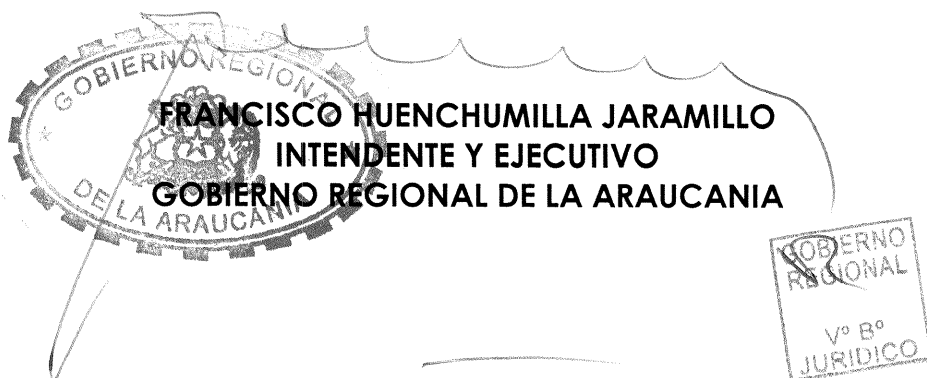 GOBIERNO REGIONAL
DE LA ARAUCANIA
FRANCISCO HUENCHUMILLA JARAMILLO
INTENDENTE Y EJECUTIVO
GOBIERNO REGIONAL DE LA ARAUCANIA
GOBIERNO
REGIONAL
Vº Bº
JURIDICO